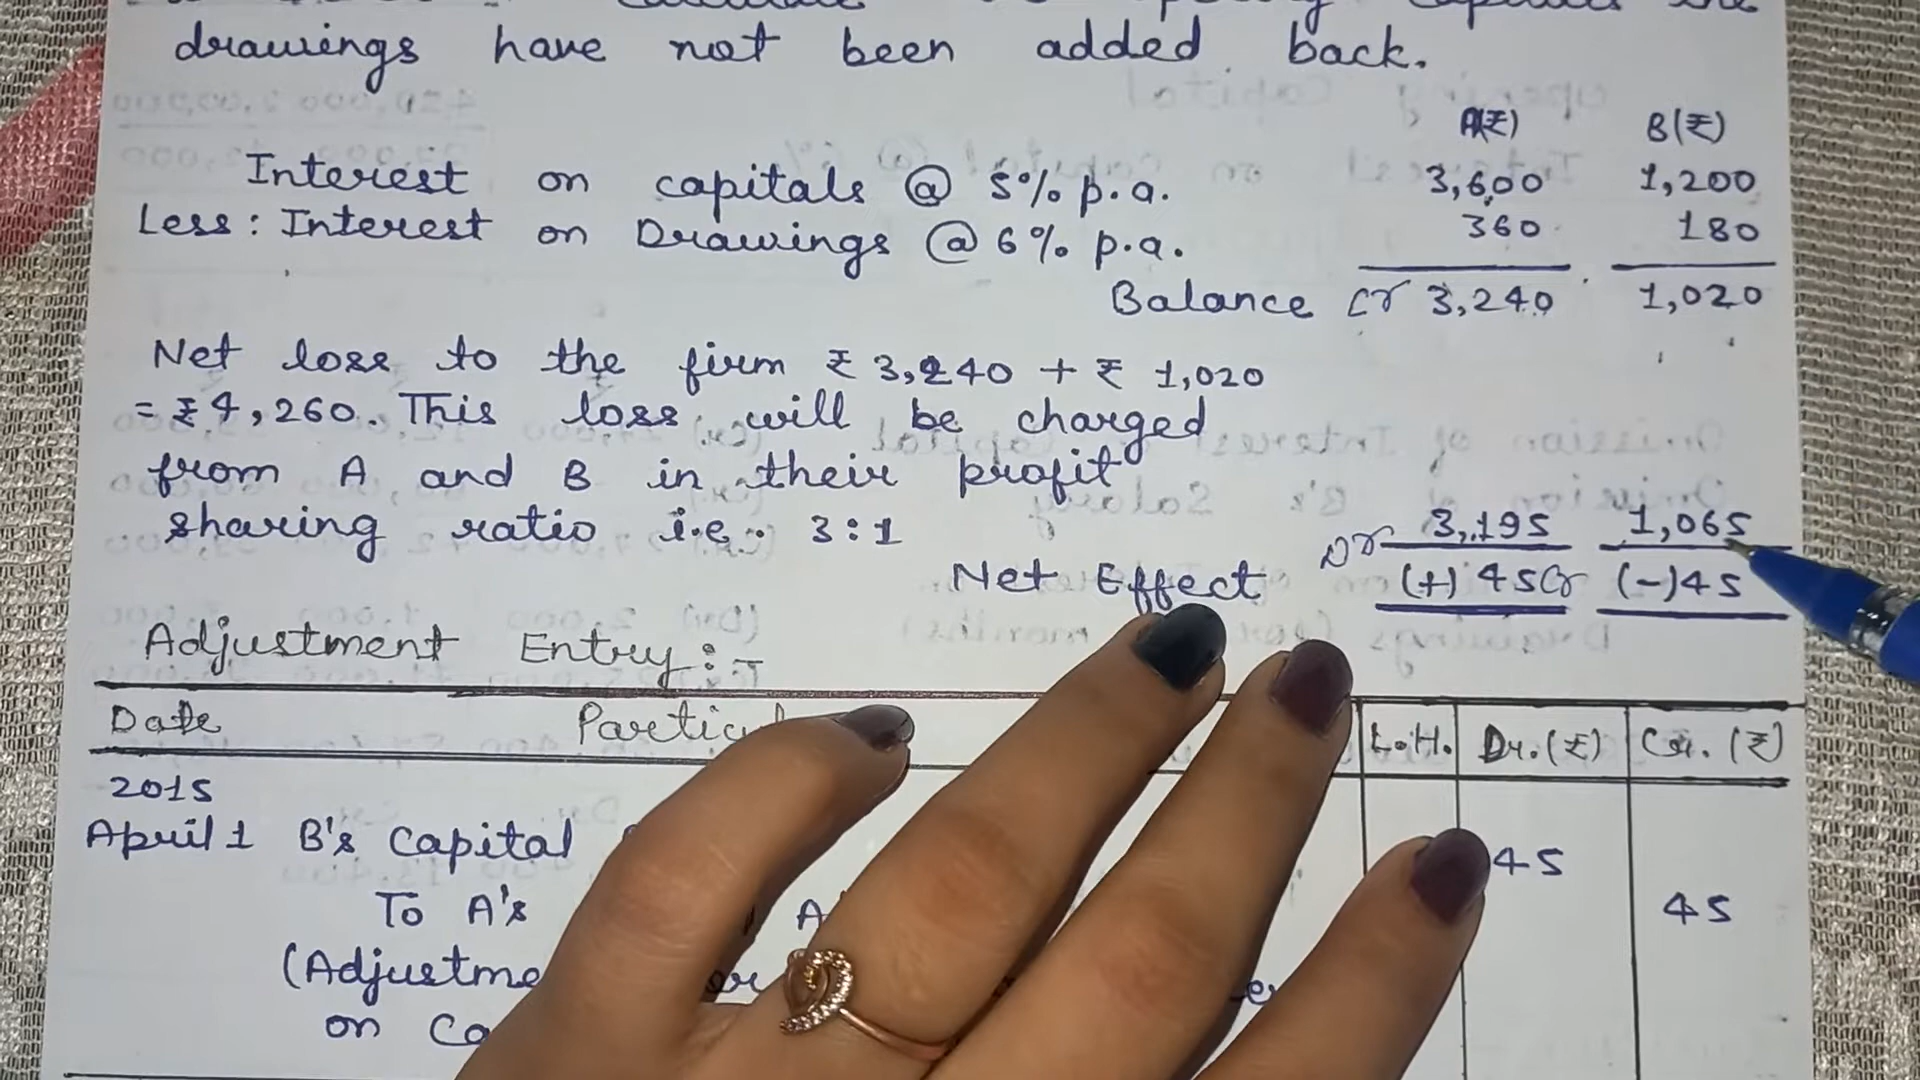 drawings have not been added back.
A(₹) B(₹)
Interest on capitals @ 5% p.a. 3,600 1,200
Less: Interest on Drawings @ 6% p.a. 360 180
Balance Cr 3,240 1,020
Net loss to the firm ₹ 3,240 + ₹ 1,020
= ₹ 4,260. This loss will be charged
from A and B in their profit
sharing ratio i.e. 3:1 Dr 3,195 1,065
Net Effect (+) 45 Cr (-) 45
Adjustment Entry:-
Date L.H. Dr. (₹) Cr. (₹)
2015
April 1 B's Capital 45
To A's A 45
on